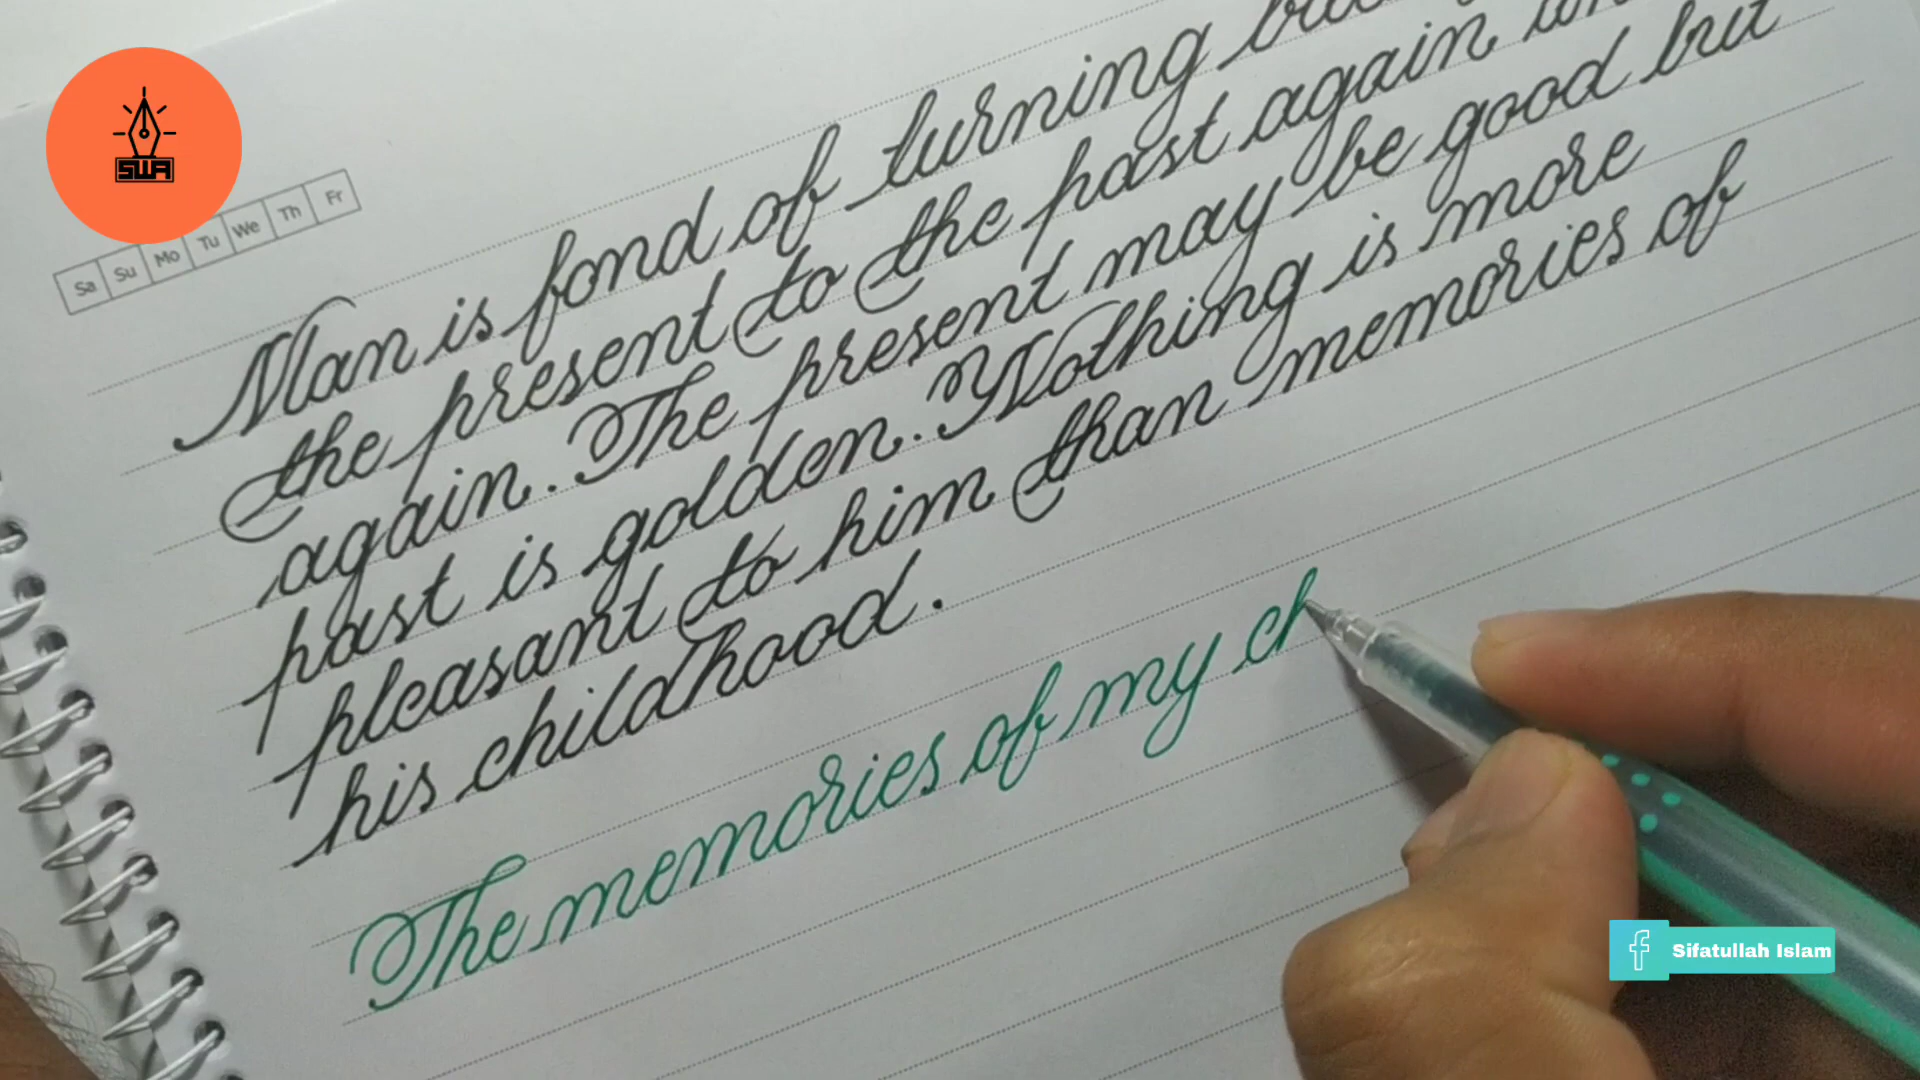 SWA
Sa Su Mo Tu We Th Fr
Man is fond of turning
the present to the past again
again. The present may be good but
past is golden. Nothing is more
pleasant to him than memories of
his childhood.
The memories of my ch
Sifatullah Islam